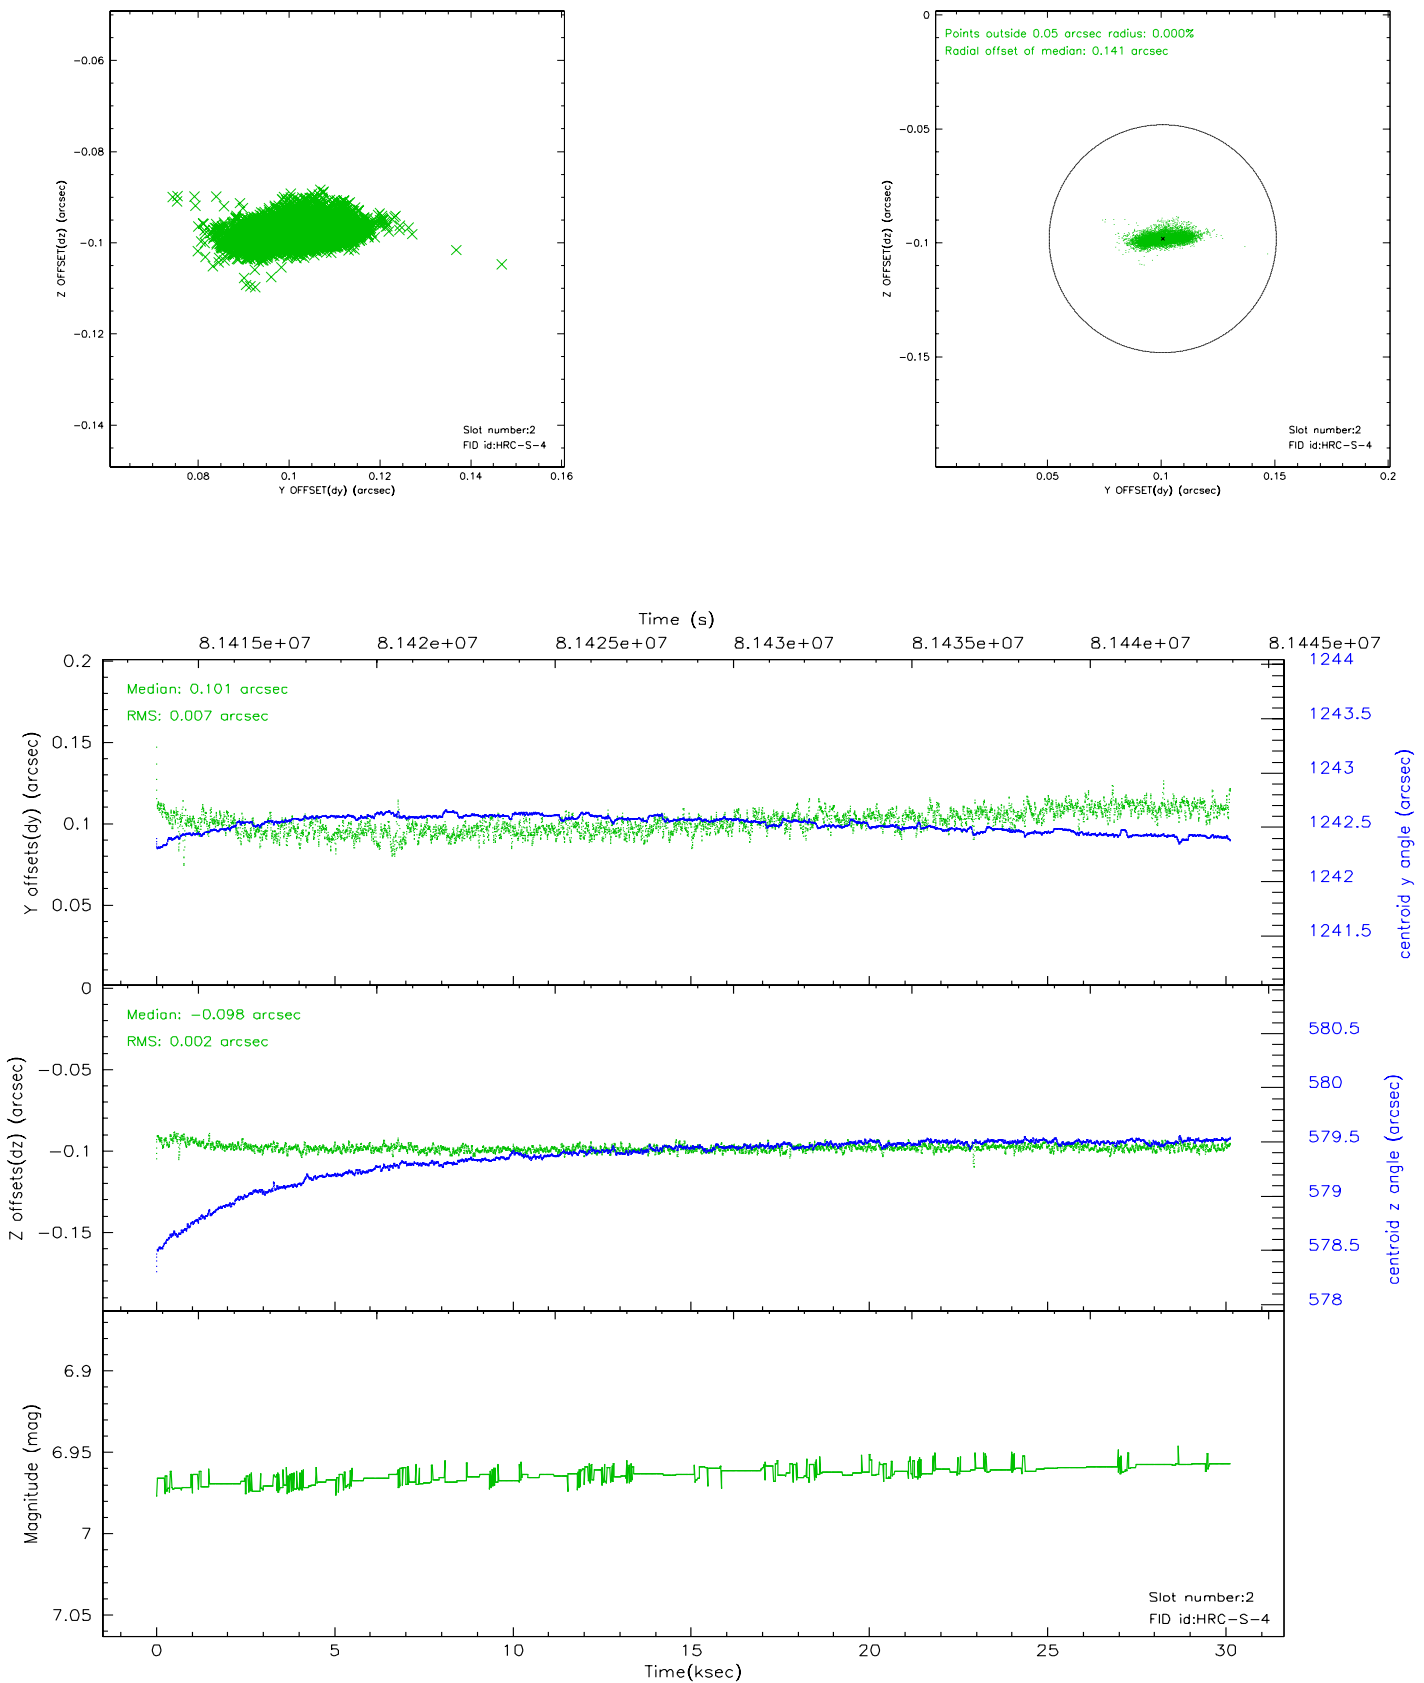 -0.06
-0.08
-0.1
-0.12
-0.14
Z OFFSET(dz) (arcsec)
Slot number:2
FID id:HRC-S-4
0.08 0.1 0.12 0.14 0.16
Y OFFSET(dy) (arcsec)
Points outside 0.05 arcsec radius: 0.000%
Radial offset of median: 0.141 arcsec
0
-0.05
-0.1
-0.15
Z OFFSET(dz) (arcsec)
Slot number:2
FID id:HRC-S-4
0.05 0.1 0.15 0.2
Y OFFSET(dy) (arcsec)
Time (s)
8.1415e+07 8.142e+07 8.1425e+07 8.143e+07 8.1435e+07 8.144e+07 8.1445e+07
Median: 0.101 arcsec
RMS: 0.007 arcsec
0.2
0.15
0.1
0.05
0
Y offsets(dy) (arcsec)
1244
1243.5
1243
1242.5
1242
1241.5
centroid y angle (arcsec)
Median: -0.098 arcsec
RMS: 0.002 arcsec
-0.05
-0.1
-0.15
Z offsets(dz) (arcsec)
580.5
580
579.5
579
578.5
578
centroid z angle (arcsec)
6.9
6.95
7
7.05
Magnitude (mag)
Slot number:2
FID id:HRC-S-4
0 5 10 15 20 25 30
Time(ksec)